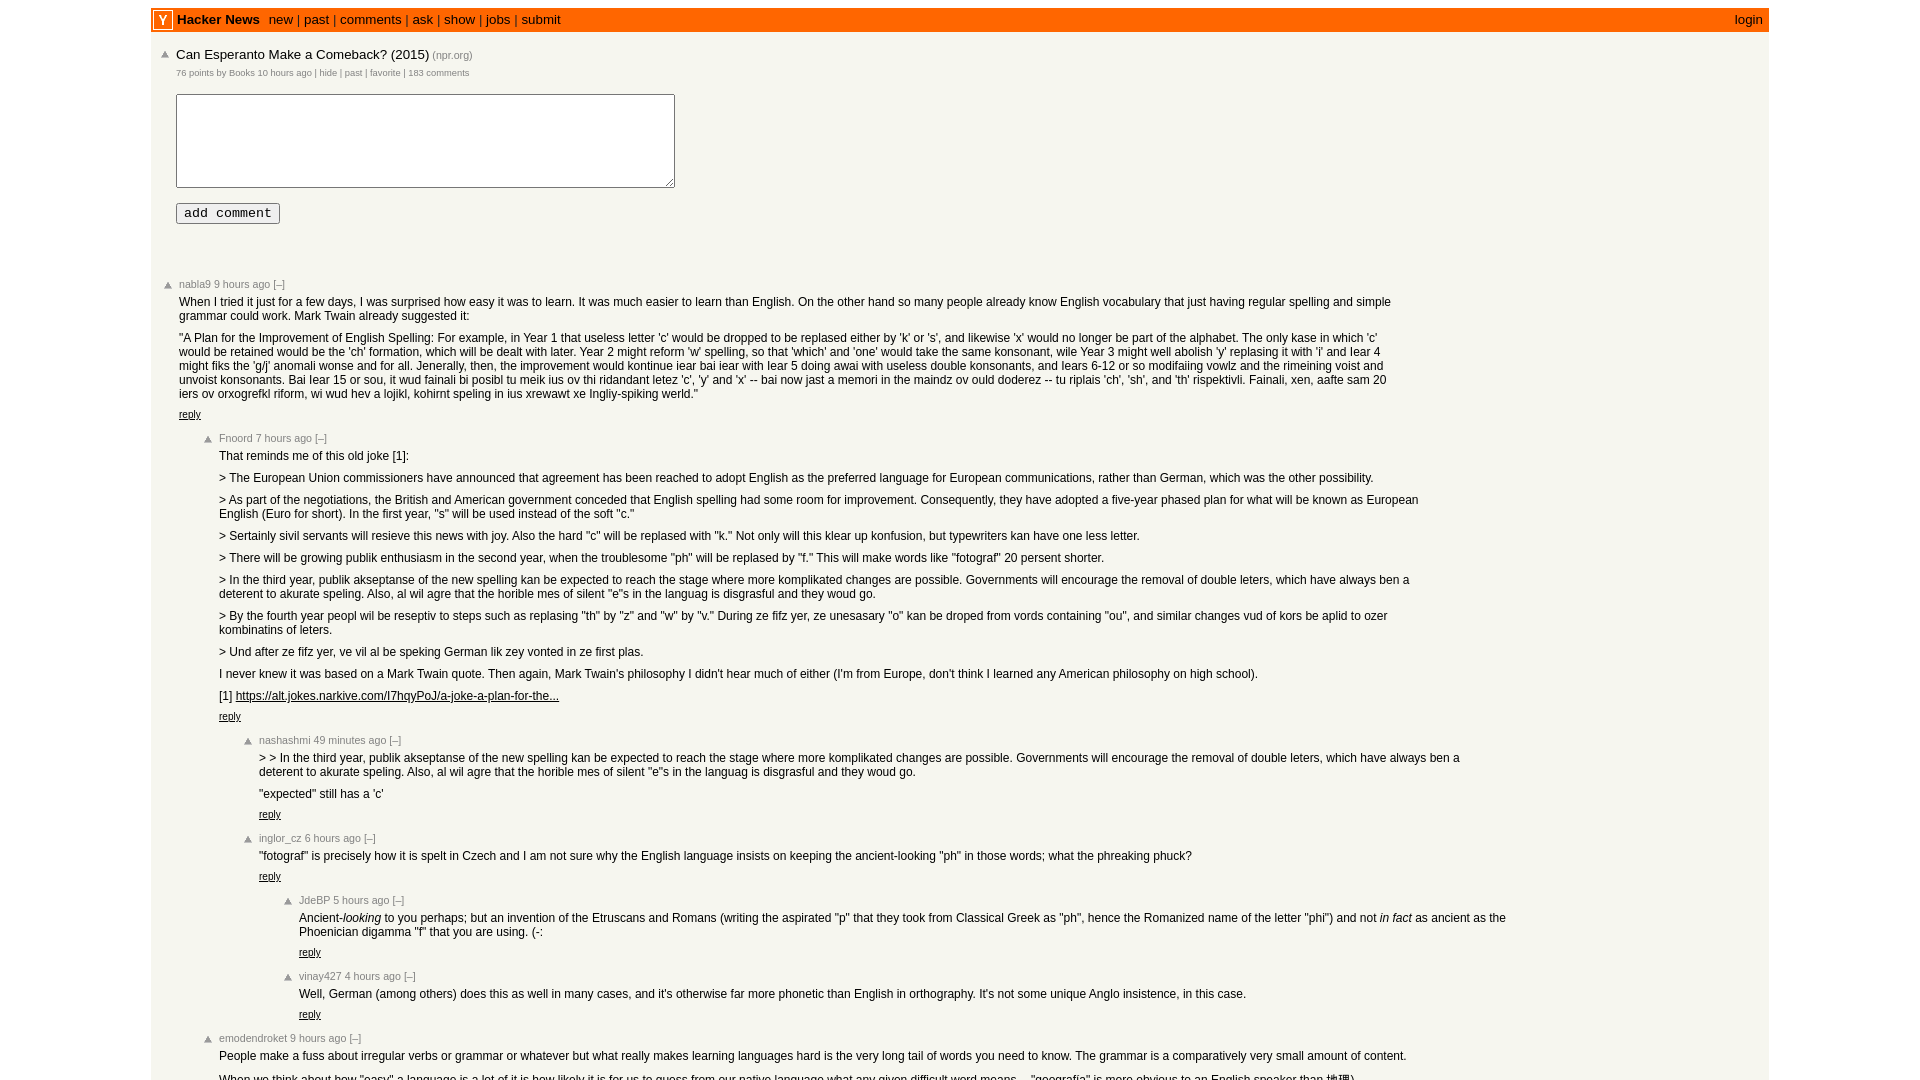 Y Hacker News new | past | comments | ask | show | jobs | submit login
Can Esperanto Make a Comeback? (2015) (npr.org)
76 points by Books 10 hours ago | hide | past | favorite | 183 comments
add comment
nabla9 9 hours ago [–]
When I tried it just for a few days, I was surprised how easy it was to learn. It was much easier to learn than English. On the other hand so many people already know English vocabulary that just having regular spelling and simple
grammar could work. Mark Twain already suggested it:
"A Plan for the Improvement of English Spelling: For example, in Year 1 that useless letter 'c' would be dropped to be replased either by 'k' or 's', and likewise 'x' would no longer be part of the alphabet. The only kase in which 'c'
would be retained would be the 'ch' formation, which will be dealt with later. Year 2 might reform 'w' spelling, so that 'which' and 'one' would take the same konsonant, wile Year 3 might well abolish 'y' replasing it with 'i' and Iear 4
might fiks the 'g/j' anomali wonse and for all. Jenerally, then, the improvement would kontinue iear bai iear with Iear 5 doing awai with useless double konsonants, and Iears 6-12 or so modifaiing vowlz and the rimeining voist and
unvoist konsonants. Bai Iear 15 or sou, it wud fainali bi posibl tu meik ius ov thi ridandant letez 'c', 'y' and 'x' -- bai now jast a memori in the maindz ov ould doderez -- tu riplais 'ch', 'sh', and 'th' rispektivli. Fainali, xen, aafte sam 20
iers ov orxogrefkl riform, wi wud hev a lojikl, kohirnt speling in ius xrewawt xe Ingliy-spiking werld."
reply
Fnoord 7 hours ago [–]
That reminds me of this old joke [1]:
> The European Union commissioners have announced that agreement has been reached to adopt English as the preferred language for European communications, rather than German, which was the other possibility.
> As part of the negotiations, the British and American government conceded that English spelling had some room for improvement. Consequently, they have adopted a five-year phased plan for what will be known as European
English (Euro for short). In the first year, "s" will be used instead of the soft "c."
> Sertainly sivil servants will resieve this news with joy. Also the hard "c" will be replased with "k." Not only will this klear up konfusion, but typewriters kan have one less letter.
> There will be growing publik enthusiasm in the second year, when the troublesome "ph" will be replased by "f." This will make words like "fotograf" 20 persent shorter.
> In the third year, publik akseptanse of the new spelling kan be expected to reach the stage where more komplikated changes are possible. Governments will encourage the removal of double leters, which have always ben a
deterent to akurate speling. Also, al wil agre that the horible mes of silent "e"s in the languag is disgrasful and they woud go.
> By the fourth year peopl wil be reseptiv to steps such as replasing "th" by "z" and "w" by "v." During ze fifz yer, ze unesasary "o" kan be droped from vords containing "ou", and similar changes vud of kors be aplid to ozer
kombinatins of leters.
> Und after ze fifz yer, ve vil al be speking German lik zey vonted in ze first plas.
I never knew it was based on a Mark Twain quote. Then again, Mark Twain's philosophy I didn't hear much of either (I'm from Europe, don't think I learned any American philosophy on high school).
[1] https://alt.jokes.narkive.com/I7hqyPoJ/a-joke-a-plan-for-the...
reply
nashashmi 49 minutes ago [–]
> > In the third year, publik akseptanse of the new spelling kan be expected to reach the stage where more komplikated changes are possible. Governments will encourage the removal of double leters, which have always ben a
deterent to akurate speling. Also, al wil agre that the horible mes of silent "e"s in the languag is disgrasful and they woud go.
"expected" still has a 'c'
reply
inglor_cz 6 hours ago [–]
"fotograf" is precisely how it is spelt in Czech and I am not sure why the English language insists on keeping the ancient-looking "ph" in those words; what the phreaking phuck?
reply
JdeBP 5 hours ago [–]
Ancient-looking to you perhaps; but an invention of the Etruscans and Romans (writing the aspirated "p" that they took from Classical Greek as "ph", hence the Romanized name of the letter "phi") and not in fact as ancient as the
Phoenician digamma "f" that you are using. (-:
reply
vinay427 4 hours ago [–]
Well, German (among others) does this as well in many cases, and it's otherwise far more phonetic than English in orthography. It's not some unique Anglo insistence, in this case.
reply
emodendroket 9 hours ago [–]
People make a fuss about irregular verbs or grammar or whatever but what really makes learning languages hard is the very long tail of words you need to know. The grammar is a comparatively very small amount of content.
When we think about how "easy" a language is a lot of it is how likely it is for us to guess from our native language what any given difficult word means... "geografía" is more obvious to an English speaker than 地理)